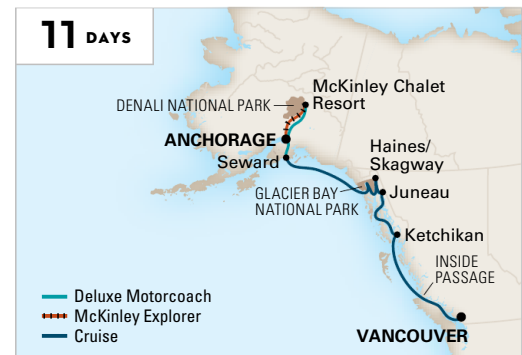 11 DAYS
McKinley Chalet
Resort
DENALI NATIONAL PARK
ANCHORAGE
Seward
Haines/
Skagway
GLACIER BAY
NATIONAL PARK
Juneau
Ketchikan
INSIDE
PASSAGE
VANCOUVER
Deluxe Motorcoach
McKinley Explorer
Cruise